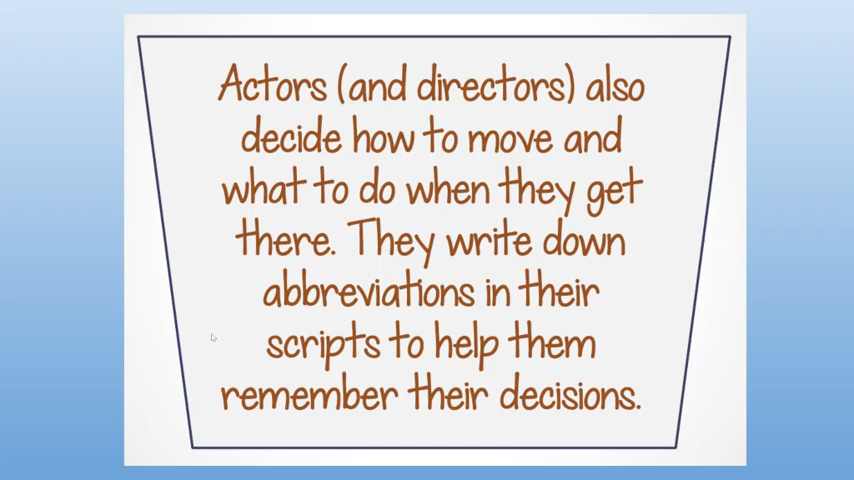 Actors (and directors) also
decide how to move and
what to do when they get
there. They write down
abbreviations in their
scripts to help them
remember their decisions.